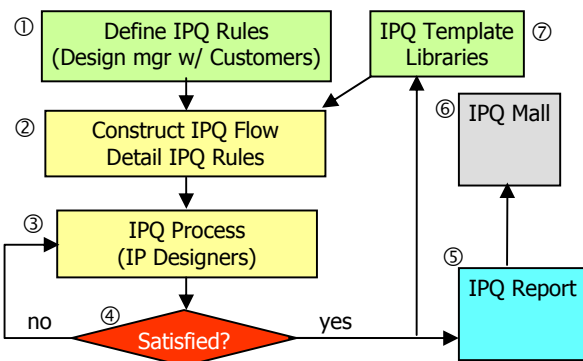 ①
Define IPQ Rules
(Design mgr w/ Customers)
IPQ Template
Libraries
⑦
②
Construct IPQ Flow
Detail IPQ Rules
⑥
IPQ Mall
③
IPQ Process
(IP Designers)
④
Satisfied?
no
yes
⑤
IPQ Report